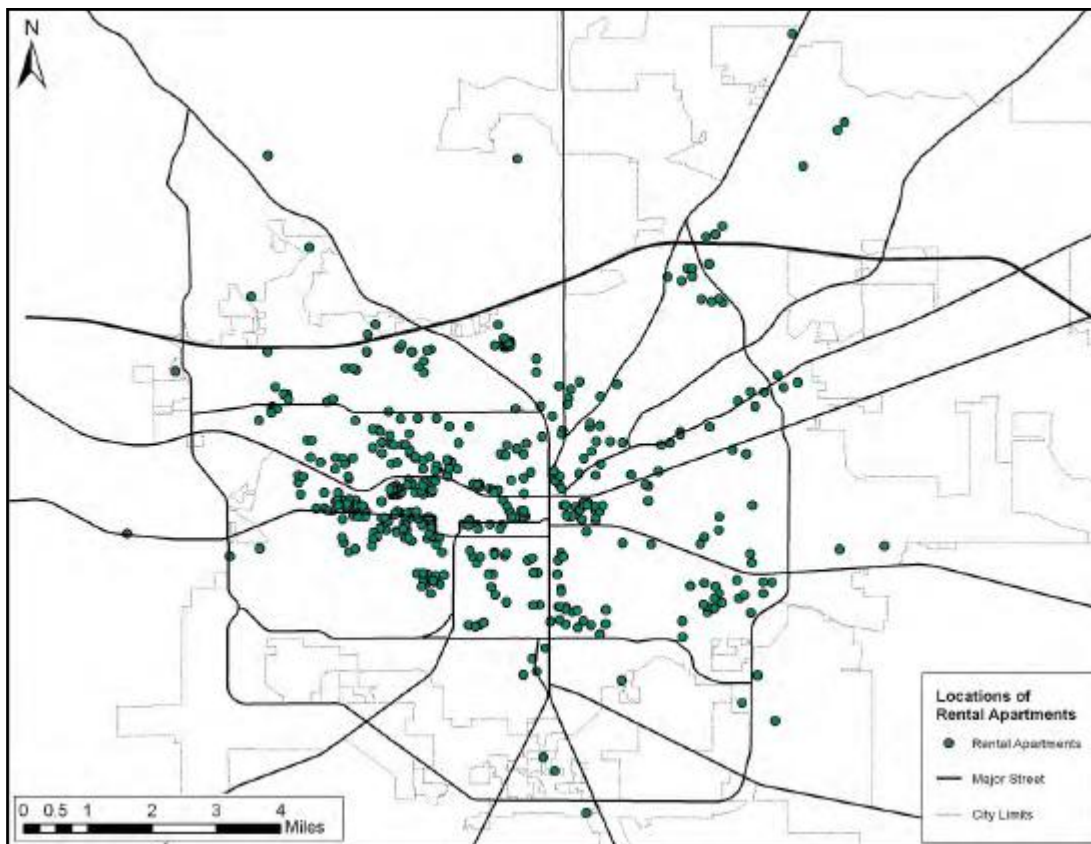 N
Locations of
Rental Apartments
Rental Apartments
Major Street
City Limits
0 0.5 1 2 3 4
Miles